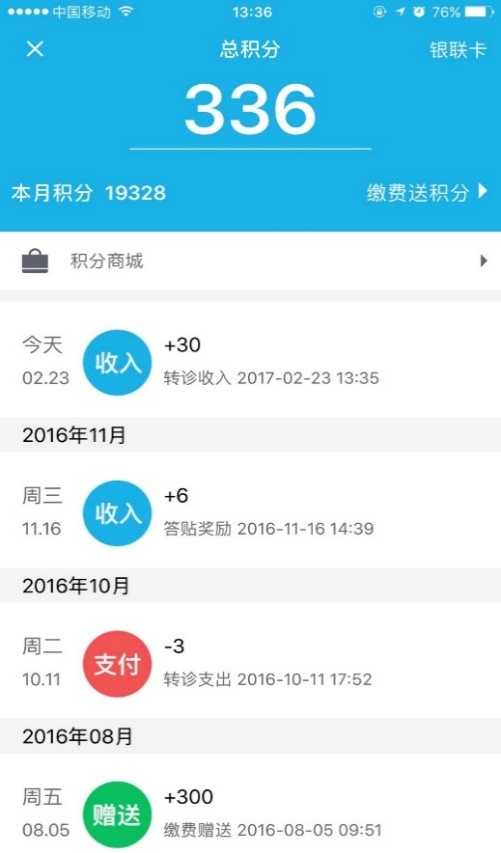 中国移动 13:36 76%
总积分 银联卡
336
本月积分 19328 缴费送积分
积分商城
今天 收入 +30
02.23 转诊收入 2017-02-23 13:35
2016年11月
周三 收入 +6
11.16 答贴奖励 2016-11-16 14:39
2016年10月
周二 支付 -3
10.11 转诊支出 2016-10-11 17:52
2016年08月
周五 赠送 +300
08.05 缴费赠送 2016-08-05 09:51